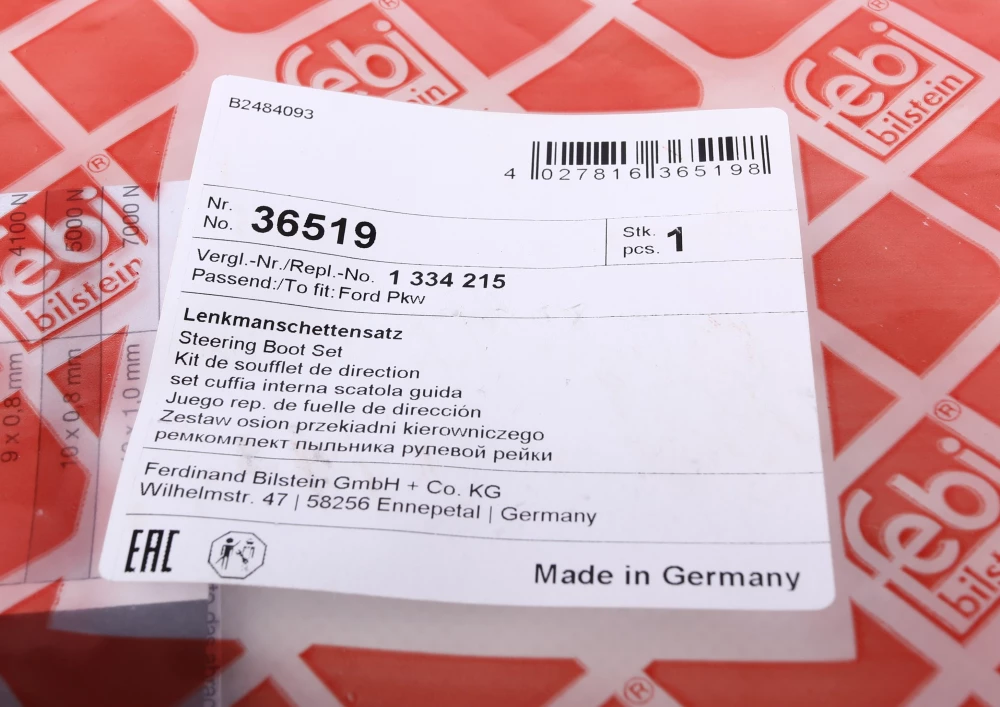 febi
bilstein
®
febi
bilstein
®
B2484093
4 027816 365198
®
4100 N
5000 N
7000 N
febi
bilstein
Nr.
No. 36519
Stk.
pcs. 1
Vergl.-Nr./Repl.-No. 1 334 215
Passend:/To fit: Ford Pkw
Lenkmanschettensatz
Steering Boot Set
Kit de soufflet de direction
set cuffia interna scatola guida
Juego rep. de fuelle de dirección
Zestaw osion przekiadni kierowniczego
ремкомплект пыльника рулевой рейки
9 x 0,8 mm
10 x 0,8 mm
x 1,0 mm
®
febi
bilstein
Ferdinand Bilstein GmbH + Co. KG
Wilhelmstr. 47 | 58256 Ennepetal | Germany
EAC
Made in Germany
®